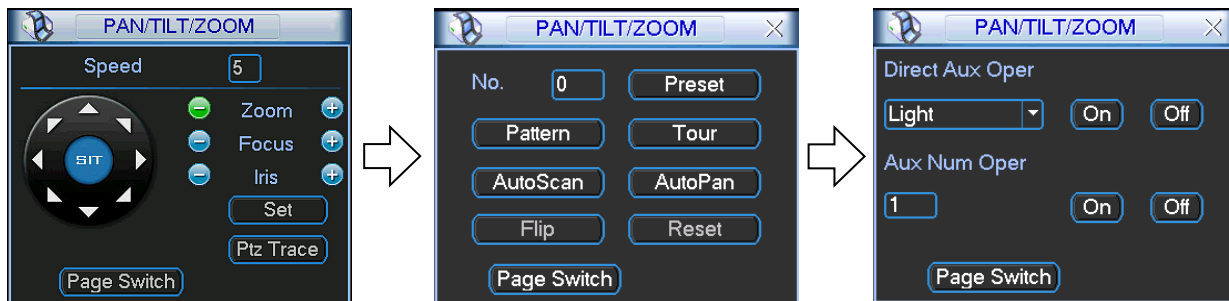 PAN/TILT/ZOOM
Speed 5
Zoom
Focus
SIT
Iris
Set
Ptz Trace
Page Switch
PAN/TILT/ZOOM
No. 0 Preset
Pattern Tour
AutoScan AutoPan
Flip Reset
Page Switch
PAN/TILT/ZOOM
Direct Aux Oper
Light On Off
Aux Num Oper
1 On Off
Page Switch